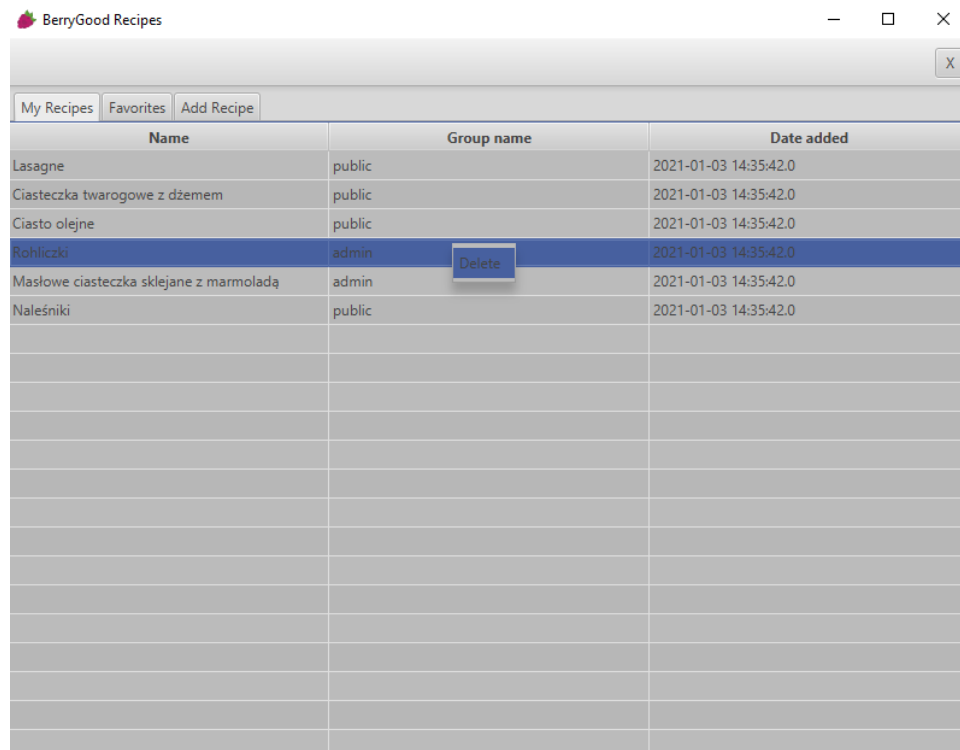 BerryGood Recipes
X
My Recipes Favorites Add Recipe
Name Group name Date added
Lasagne public 2021-01-03 14:35:42.0
Ciasteczka twarogowe z dżemem public 2021-01-03 14:35:42.0
Ciasto olejne public 2021-01-03 14:35:42.0
Rohliczki admin 2021-01-03 14:35:42.0
Delete
Masłowe ciasteczka sklejane z marmoladą admin 2021-01-03 14:35:42.0
Naleśniki public 2021-01-03 14:35:42.0